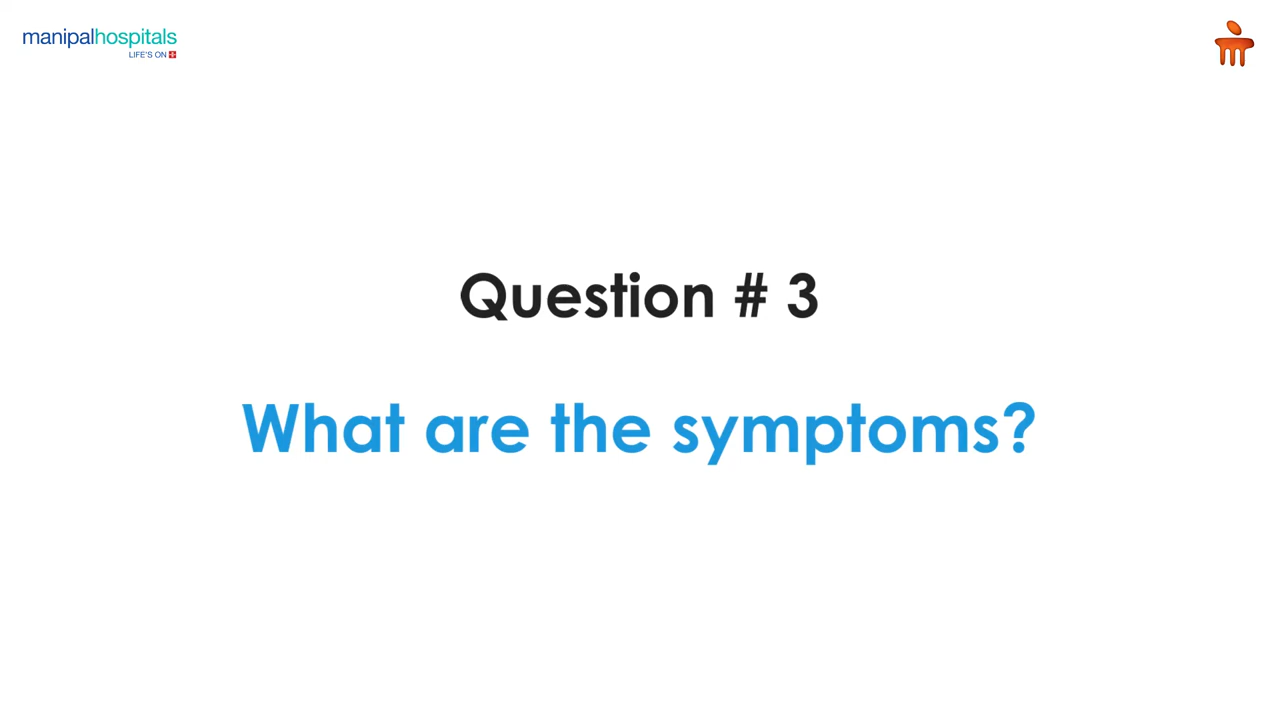 manipalhospitals
LIFE'S ON
Question # 3
What are the symptoms?